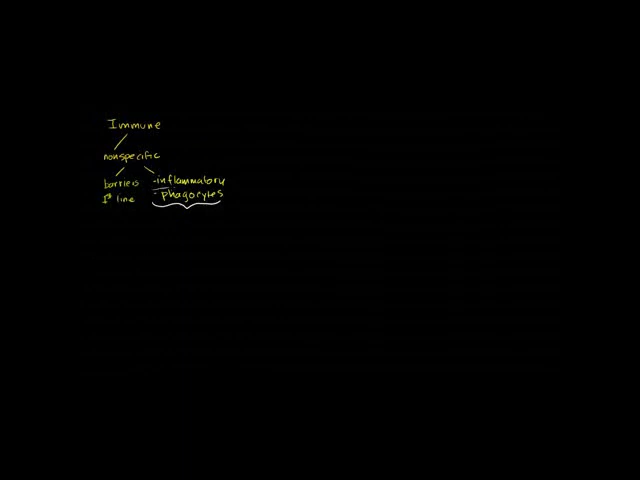 Immune
nonspecific
barriers
1st line
-inflammatory
- phagocytes